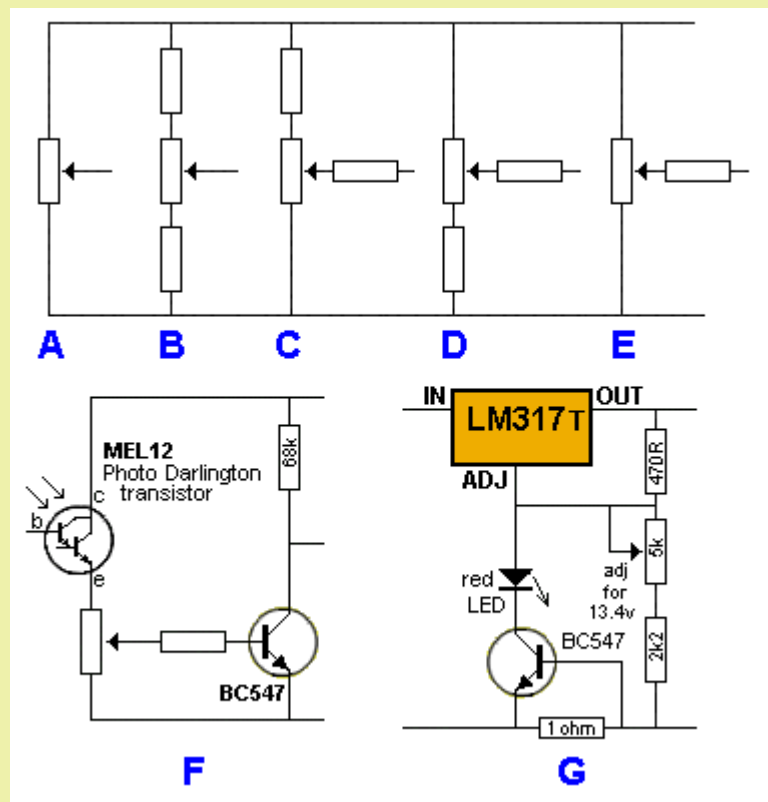 A B C D E
MEL12
Photo Darlington
transistor
c
b
e
68k
BC547
F
IN OUT
LM317T
ADJ
470R
5k
adj
for
13.4v
red
LED
BC547
2k2
1 ohm
G